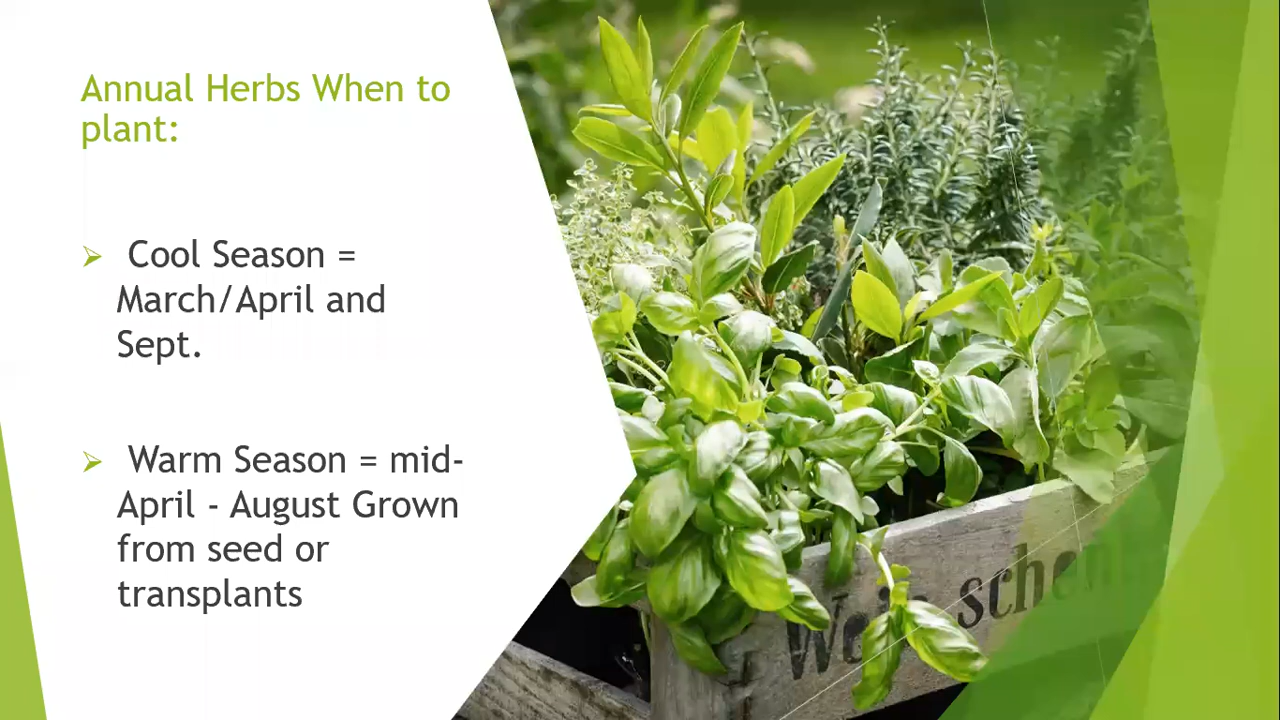 Annual Herbs When to
plant:
Cool Season =
March/April and
Sept.
Warm Season = mid-
April - August Grown
from seed or
transplants